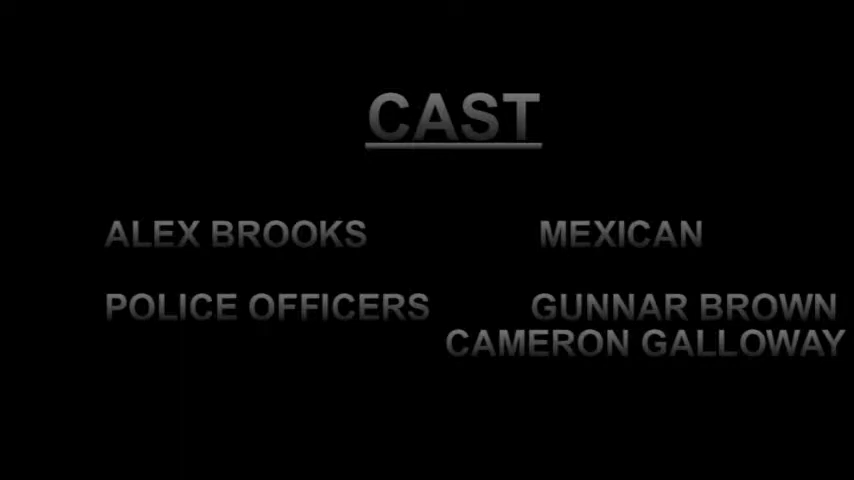 CAST
ALEX BROOKS MEXICAN
POLICE OFFICERS GUNNAR BROWN
CAMERON GALLOWAY